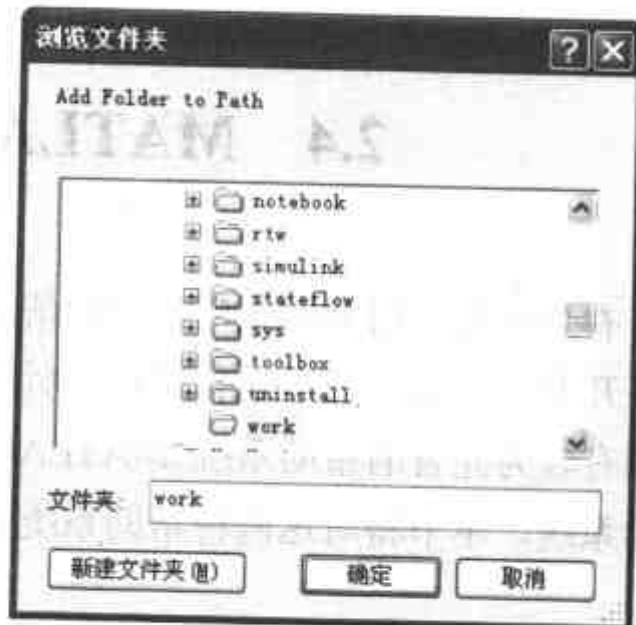 浏览文件夹
Add Folder to Path
notebook
rtw
simulink
stateflow
sys
toolbox
uninstall
work
文件夹: work
新建文件夹(N)
确定
取消